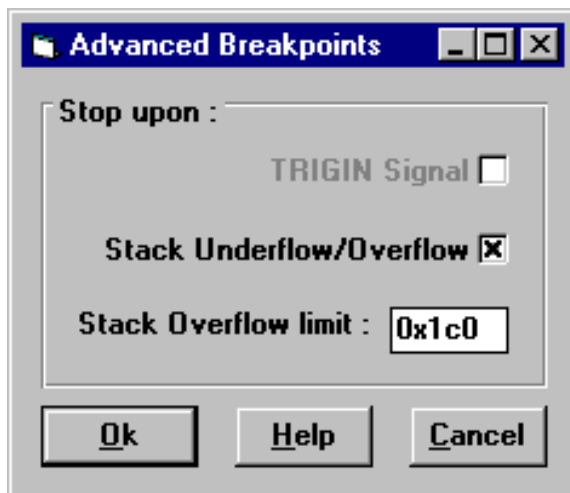 Advanced Breakpoints
Stop upon :
TRIGIN Signal
Stack Underflow/Overflow
Stack Overflow limit : 0x1c0
Ok Help Cancel